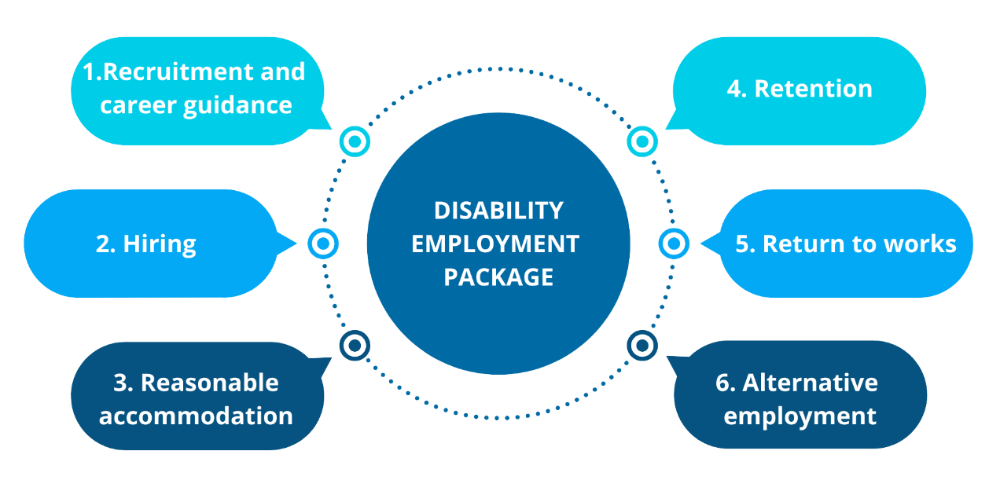 1.Recruitment and
career guidance
2. Hiring
3. Reasonable
accommodation
DISABILITY
EMPLOYMENT
PACKAGE
4. Retention
5. Return to works
6. Alternative
employment